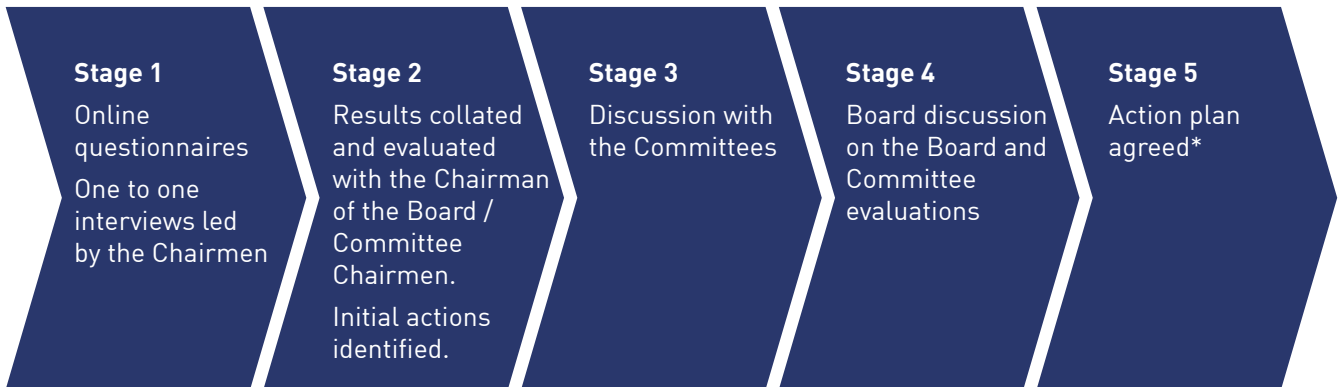 Stage 1
Online
questionnaires
One to one
interviews led
by the Chairmen
Stage 2
Results collated
and evaluated
with the Chairman
of the Board /
Committee
Chairmen.
Initial actions
identified.
Stage 3
Discussion with
the Committees
Stage 4
Board discussion
on the Board and
Committee
evaluations
Stage 5
Action plan
agreed*